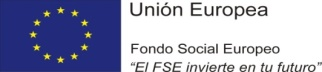 Unión Europea
Fondo Social Europeo
"El FSE invierte en tu futuro"